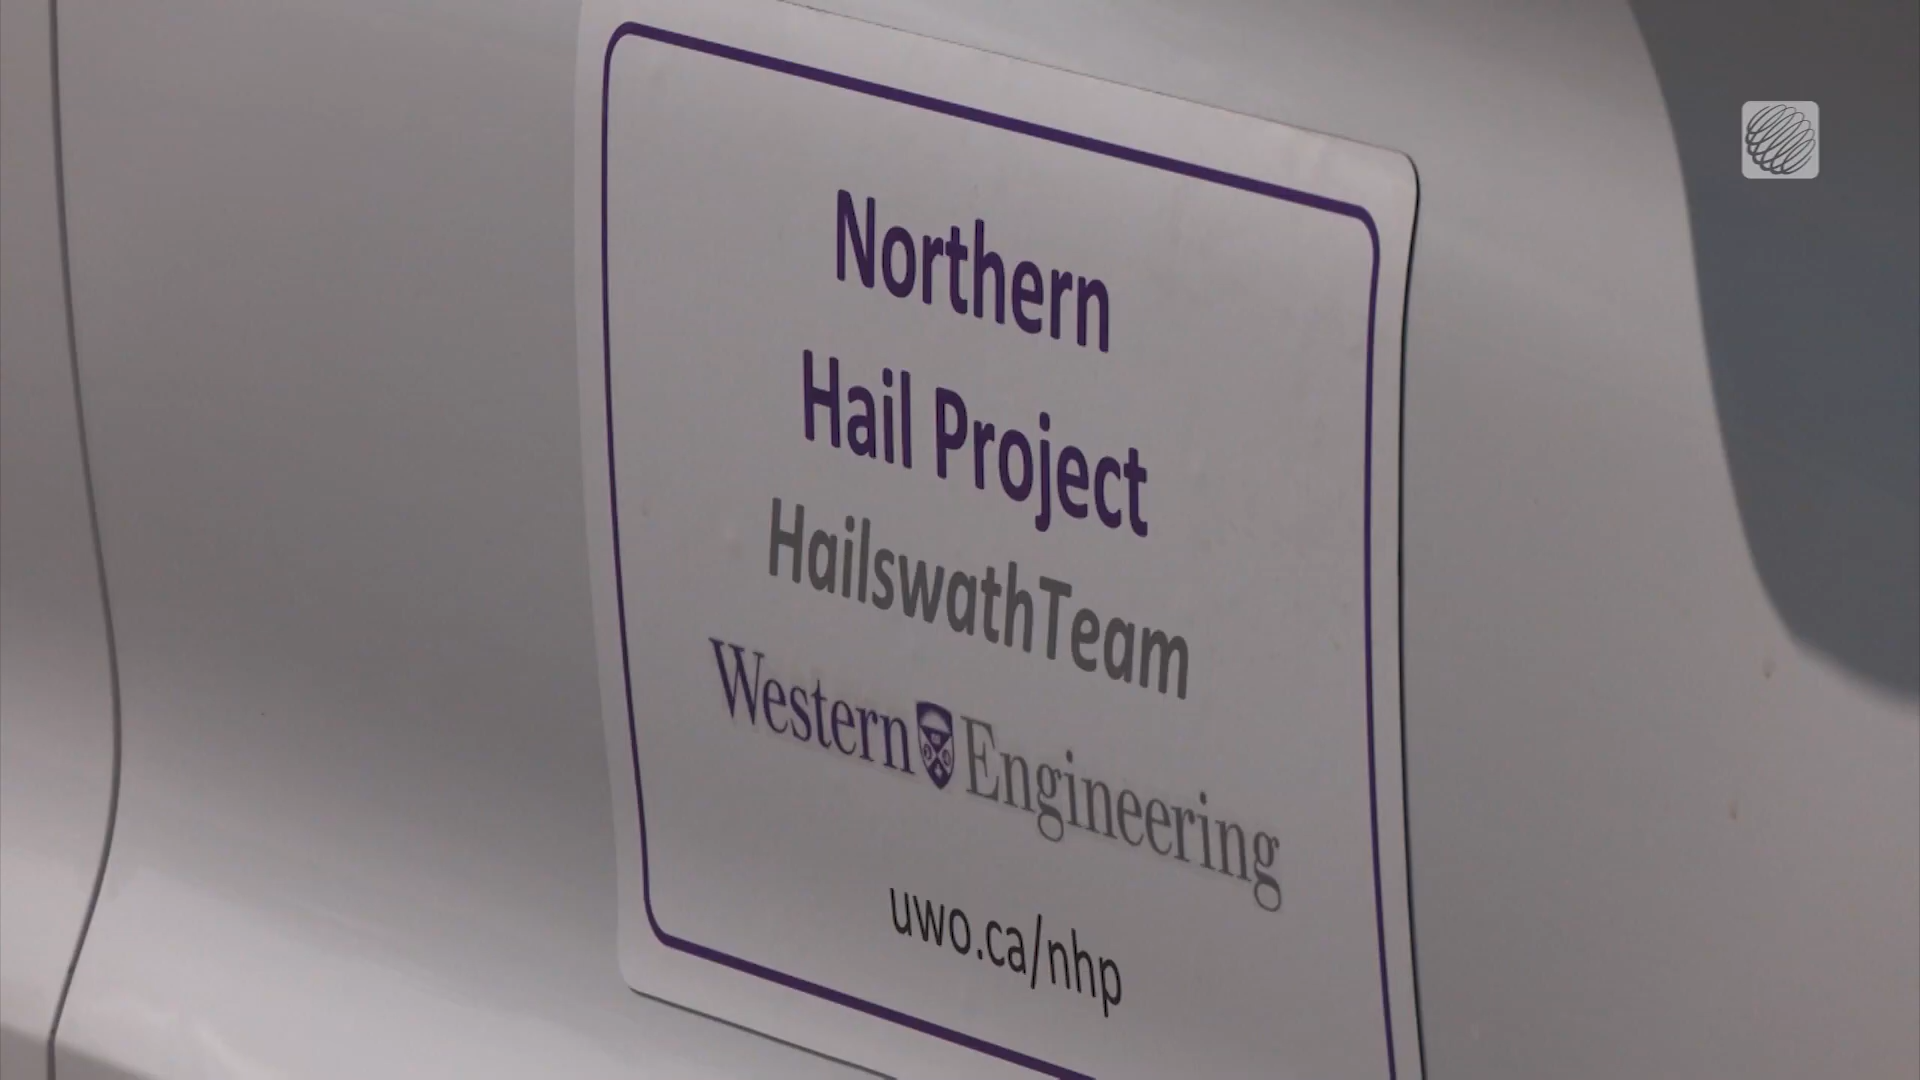 Northern
Hail Project
HailswathTeam
Western Engineering
uwo.ca/nhp